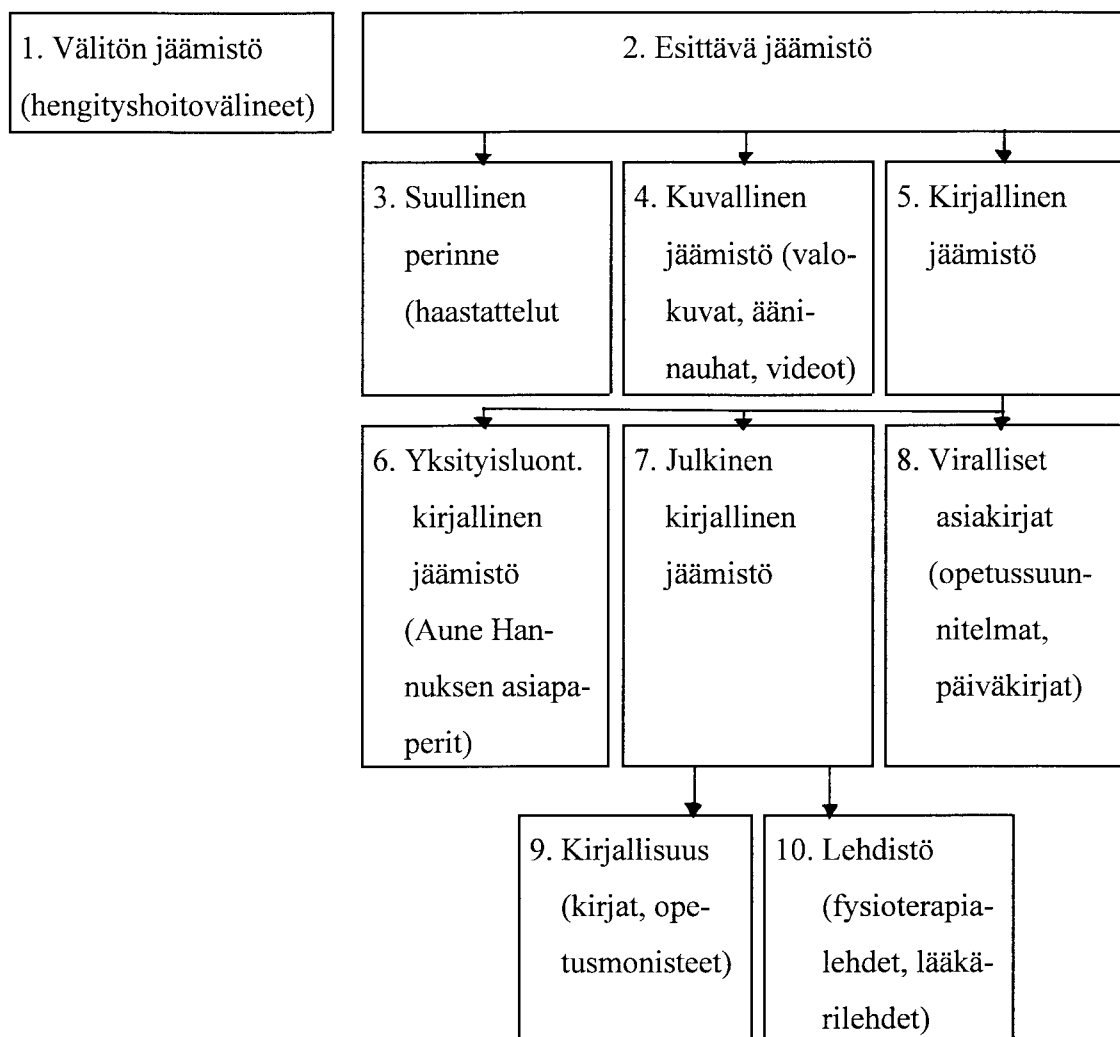 1. Välitön jäämistö
(hengityshoitovälineet)
2. Esittävä jäämistö
3. Suullinen
perinne
(haastattelut
4. Kuvallinen
jäämistö (valo-
kuvat, ääni-
nauhat, videot)
5. Kirjallinen
jäämistö
6. Yksityisluont.
kirjallinen
jäämistö
(Aune Han-
nuksen asiapa-
perit)
7. Julkinen
kirjallinen
jäämistö
8. Viralliset
asiakirjat
(opetussuun-
nitelmat,
päiväkirjat)
9. Kirjallisuus
(kirjat, ope-
tusmonisteet)
10. Lehdistö
(fysioterapia-
lehdet, lääkä-
rilehdet)